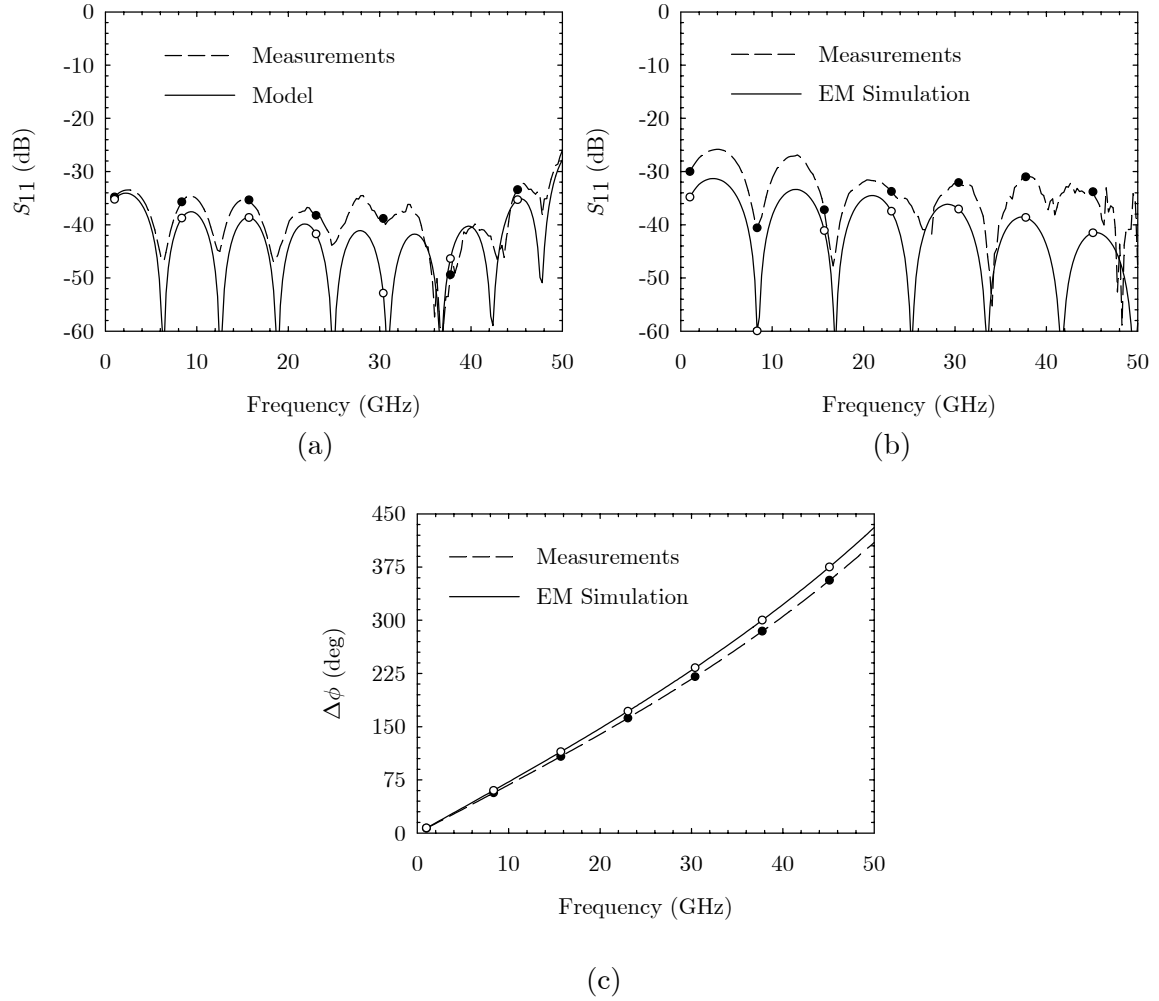 0
-10
-20
-30
-40
-50
-60
S11 (dB)
Measurements
Model
0 10 20 30 40 50
Frequency (GHz)
(a)
0
-10
-20
-30
-40
-50
-60
S11 (dB)
Measurements
EM Simulation
0 10 20 30 40 50
Frequency (GHz)
(b)
450
375
300
225
150
75
0
Δϕ (deg)
Measurements
EM Simulation
0 10 20 30 40 50
Frequency (GHz)
(c)